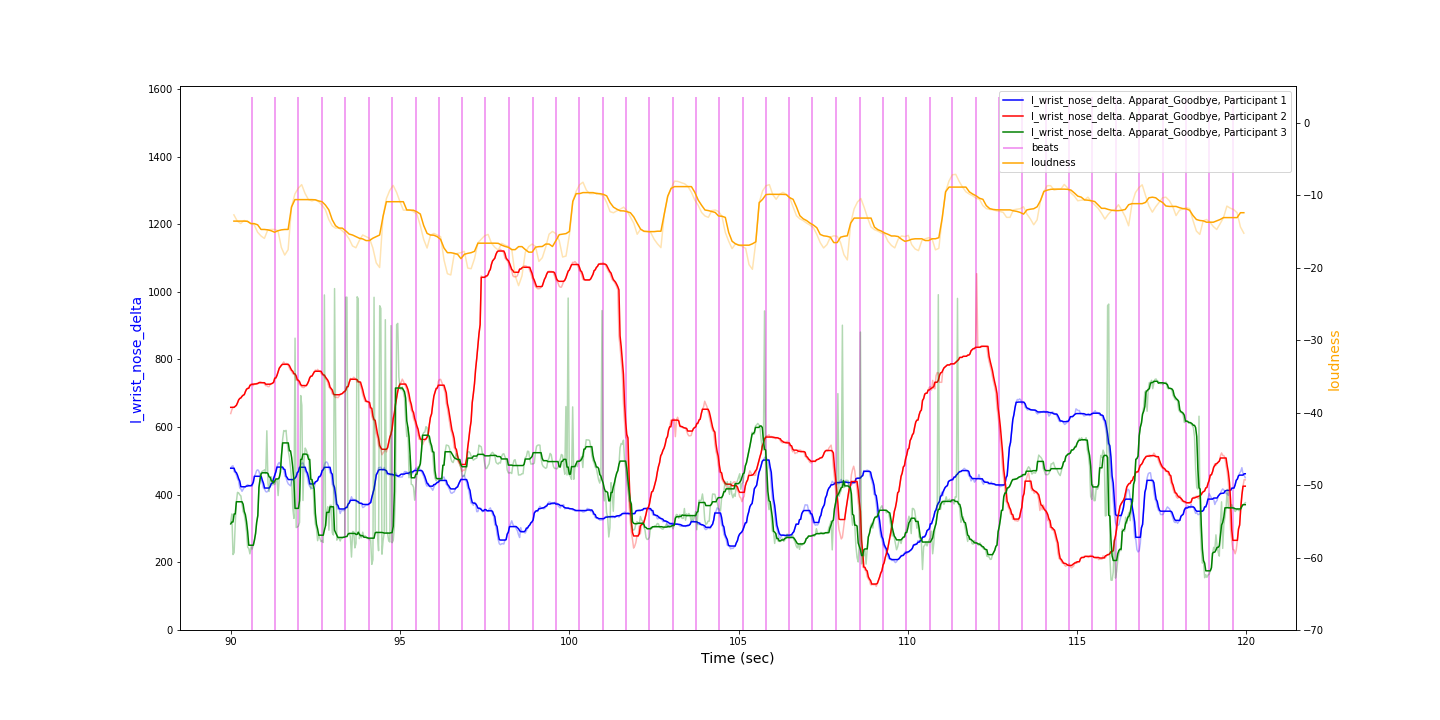 l_wrist_nose_delta. Apparat_Goodbye, Participant 1
l_wrist_nose_delta. Apparat_Goodbye, Participant 2
l_wrist_nose_delta. Apparat_Goodbye, Participant 3
beats
loudness
1600
1400
1200
1000
800
600
400
200
0
l_wrist_nose_delta
0
−10
−20
−30
−40
−50
−60
−70
loudness
90 95 100 105 110 115 120
Time (sec)